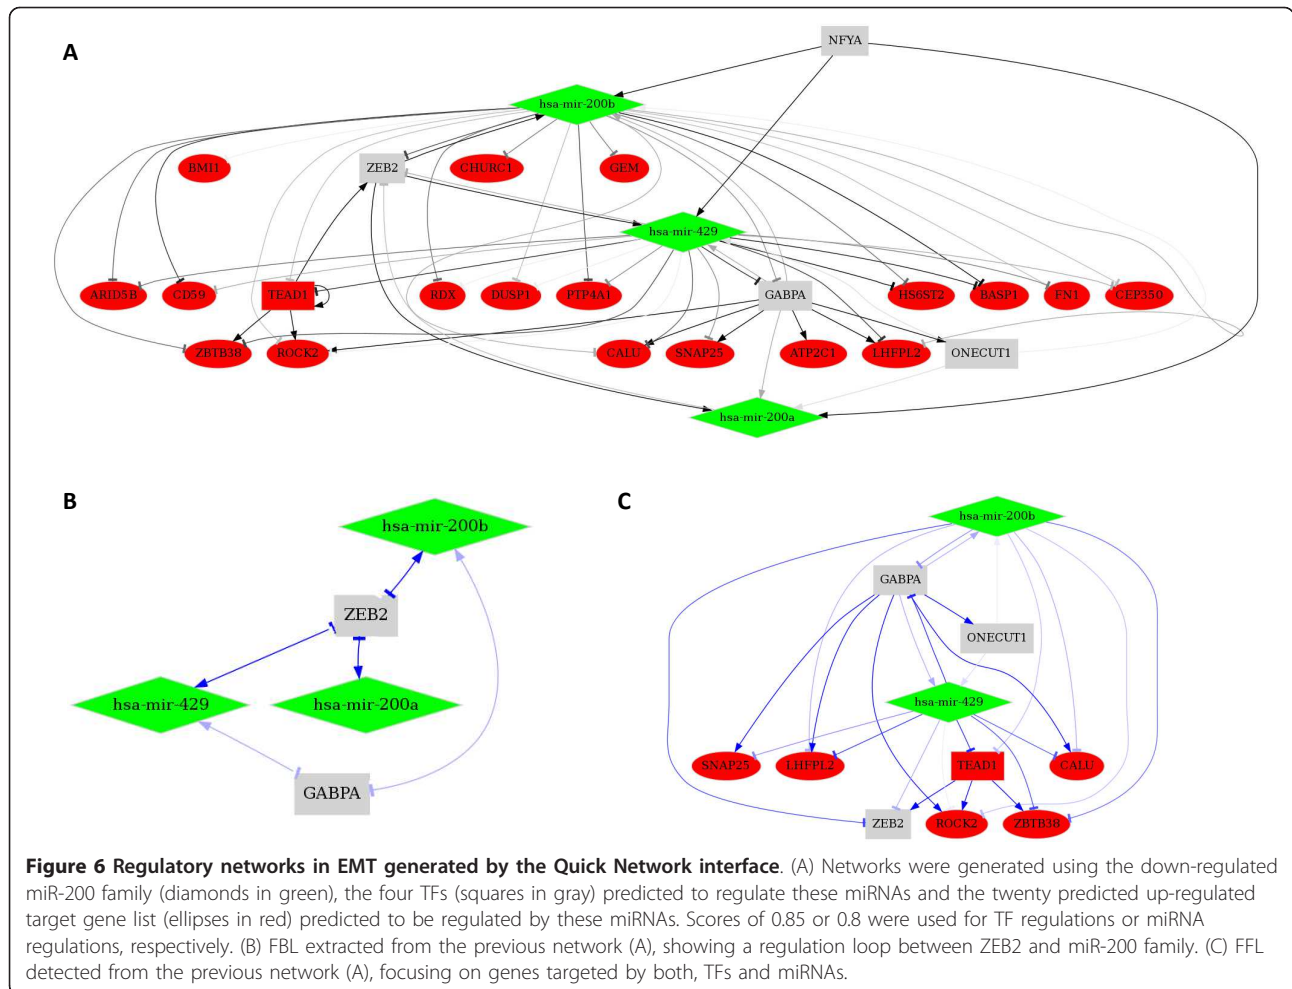 A
NFYA
hsa-mir-200b
BMI1
ZEB2
CHURC1
GEM
hsa-mir-429
ARID5B
CD59
TEAD1
RDX
DUSP1
PTP4A1
GABPA
HS6ST2
BASP1
FN1
CEP350
ZBTB38
ROCK2
CALU
SNAP25
ATP2C1
LHFPL2
ONECUT1
hsa-mir-200a
B
hsa-mir-200b
ZEB2
hsa-mir-429
hsa-mir-200a
GABPA
C
hsa-mir-200b
GABPA
ONECUT1
hsa-mir-429
SNAP25
LHFPL2
TEAD1
CALU
ZEB2
ROCK2
ZBTB38
Figure 6 Regulatory networks in EMT generated by the Quick Network interface. (A) Networks were generated using the down-regulated
miR-200 family (diamonds in green), the four TFs (squares in gray) predicted to regulate these miRNAs and the twenty predicted up-regulated
target gene list (ellipses in red) predicted to be regulated by these miRNAs. Scores of 0.85 or 0.8 were used for TF regulations or miRNA
regulations, respectively. (B) FBL extracted from the previous network (A), showing a regulation loop between ZEB2 and miR-200 family. (C) FFL
detected from the previous network (A), focusing on genes targeted by both, TFs and miRNAs.